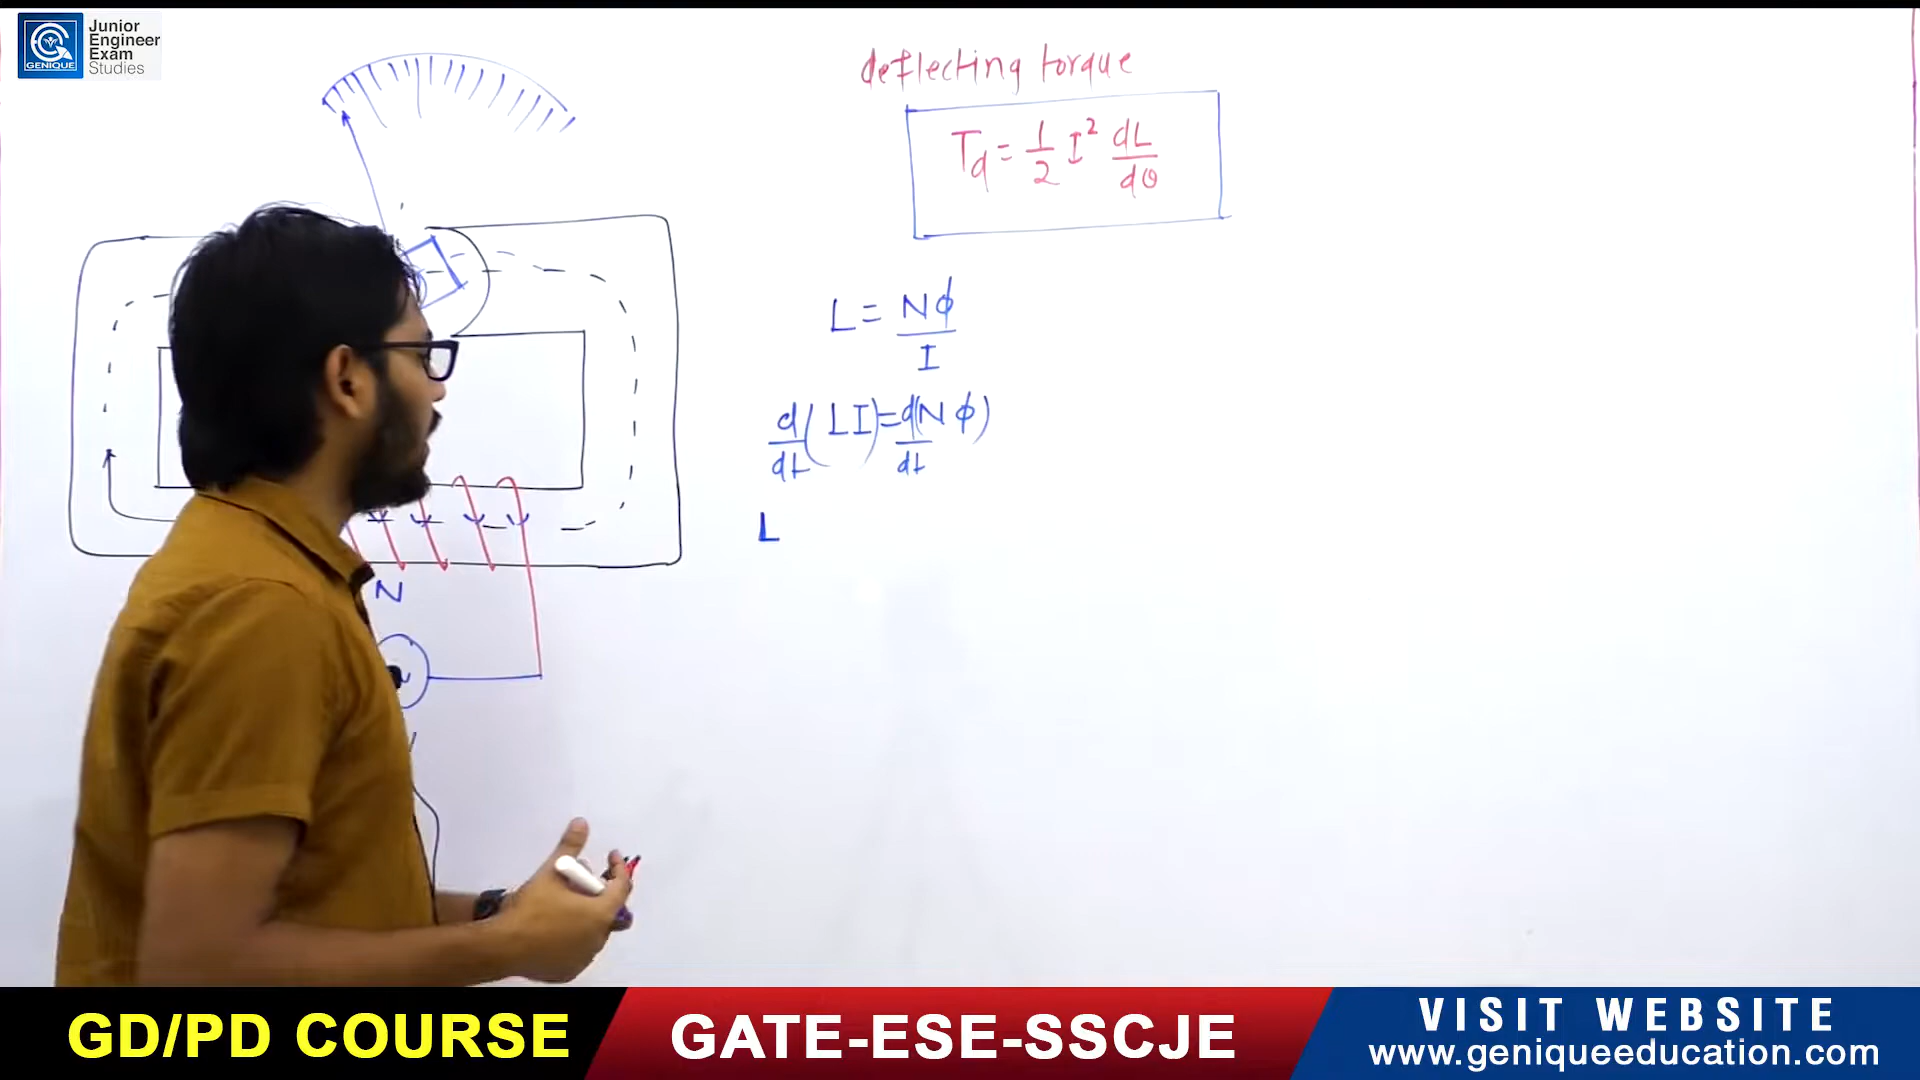 GENIQUE
Junior
Engineer
Exam
Studies
deflecting torque
Td = 1/2 I² dL/dθ
L = Nϕ/I
d/dt (LI) = d/dt (Nϕ)
L
N
GD/PD COURSE
GATE-ESE-SSCJE
VISIT WEBSITE
www.geniqueeducation.com